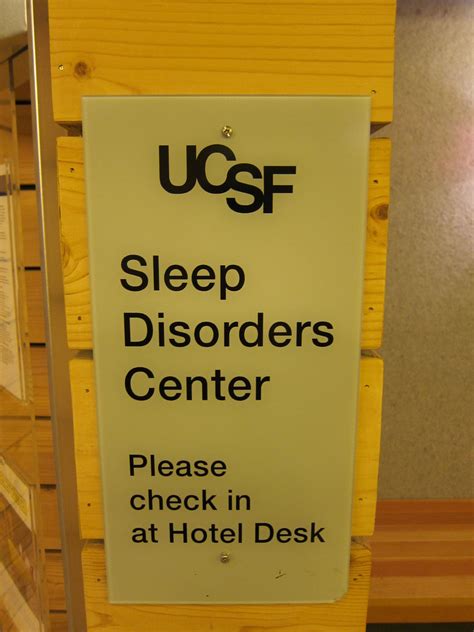 UCSF
Sleep
Disorders
Center
Please
check in
at Hotel Desk